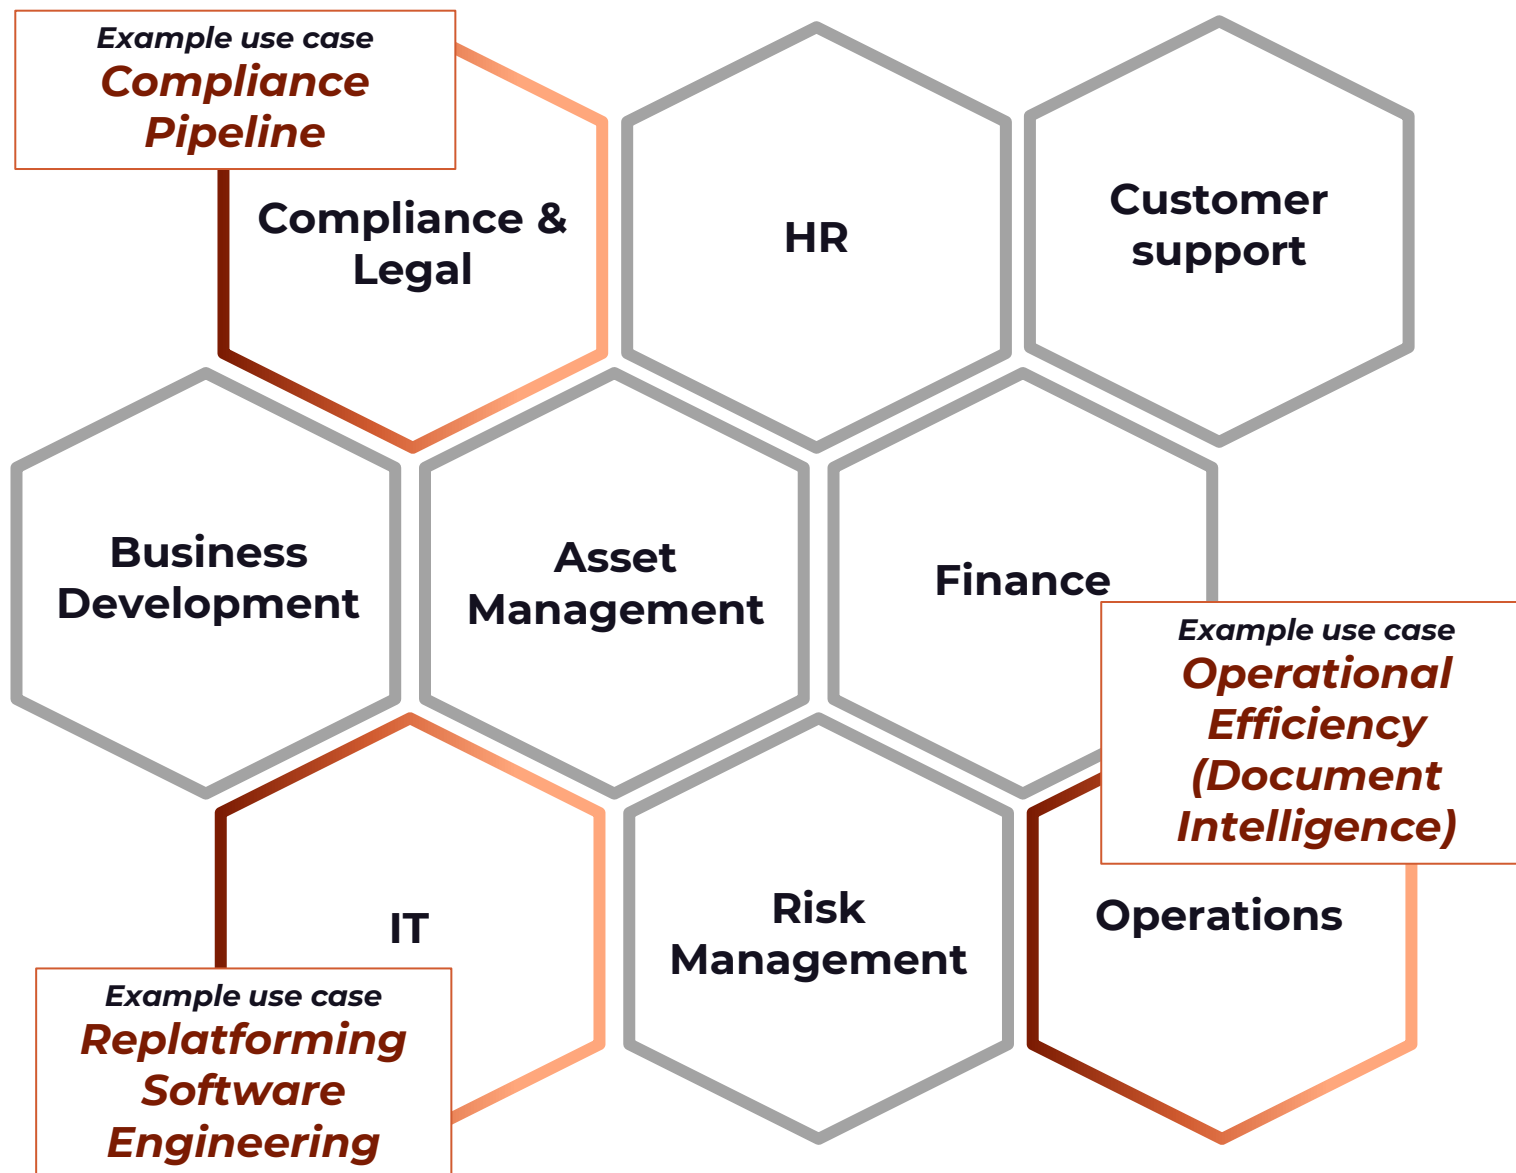 Example use case
Compliance
Pipeline
Compliance &
Legal
HR
Customer
support
Business
Development
Asset
Management
Finance
Example use case
Operational
Efficiency
(Document
Intelligence)
IT
Example use case
Replatforming
Software
Engineering
Risk
Management
Operations